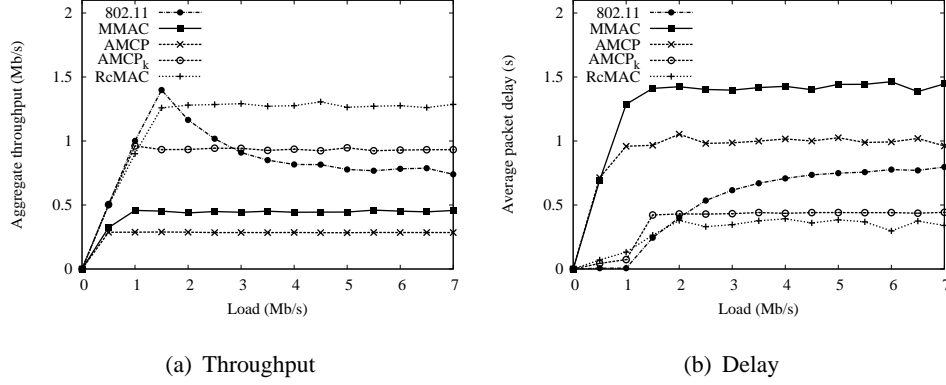 2
1.5
1
0.5
0
0 1 2 3 4 5 6 7
Aggregate throughput (Mb/s)
Load (Mb/s)
802.11
MMAC
AMCP
AMCPk
RcMAC
(a) Throughput
2
1.5
1
0.5
0
0 1 2 3 4 5 6 7
Average packet delay (s)
Load (Mb/s)
802.11
MMAC
AMCP
AMCPk
RcMAC
(b) Delay